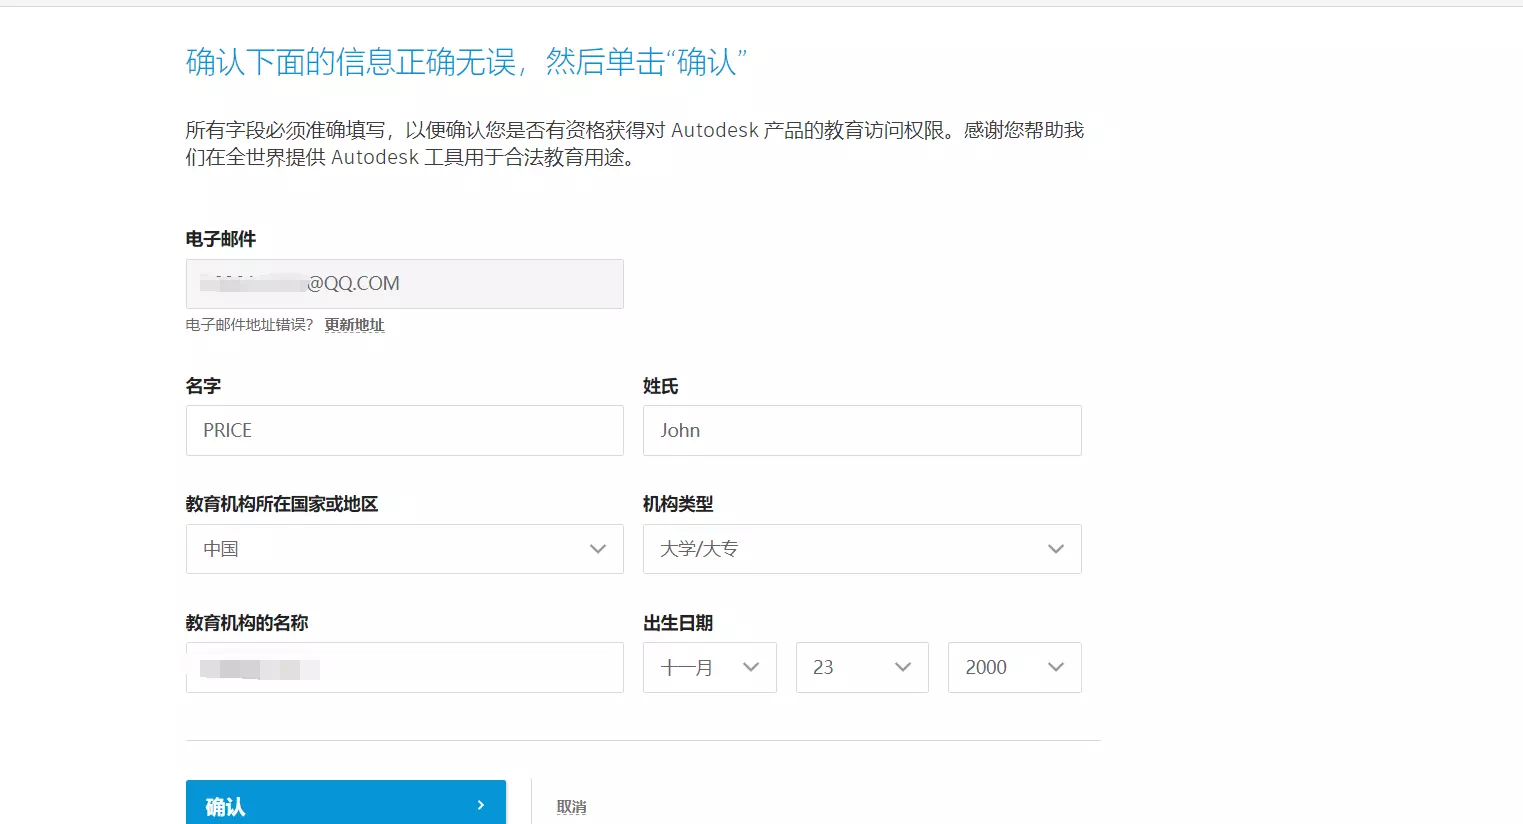 确认下面的信息正确无误，然后单击“确认”
所有字段必须准确填写，以便确认您是否有资格获得对 Autodesk 产品的教育访问权限。感谢您帮助我
们在全世界提供 Autodesk 工具用于合法教育用途。
电子邮件
@QQ.COM
电子邮件地址错误？ 更新地址
名字 姓氏
PRICE John
教育机构所在国家或地区 机构类型
中国 大学/大专
教育机构的名称 出生日期
十一月 23 2000
确认 取消